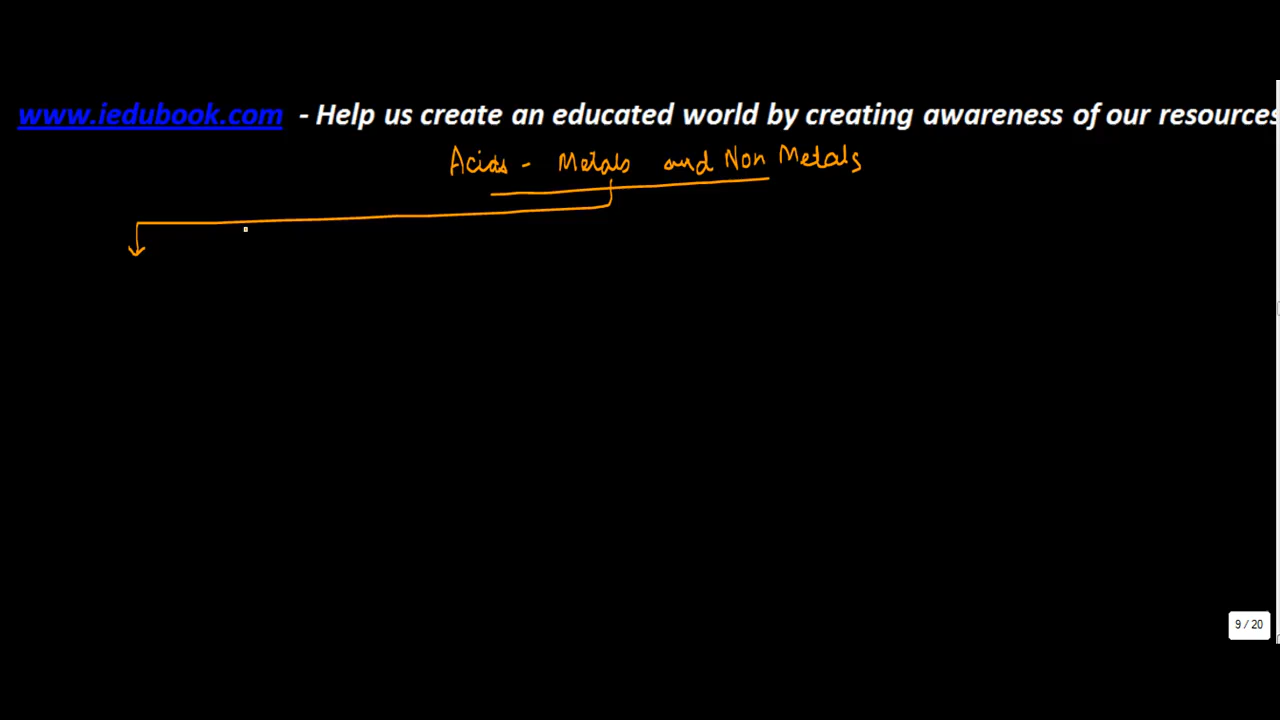 www.iedubook.com - Help us create an educated world by creating awareness of our resources
Acids - Metals and Non Metals
9 / 20